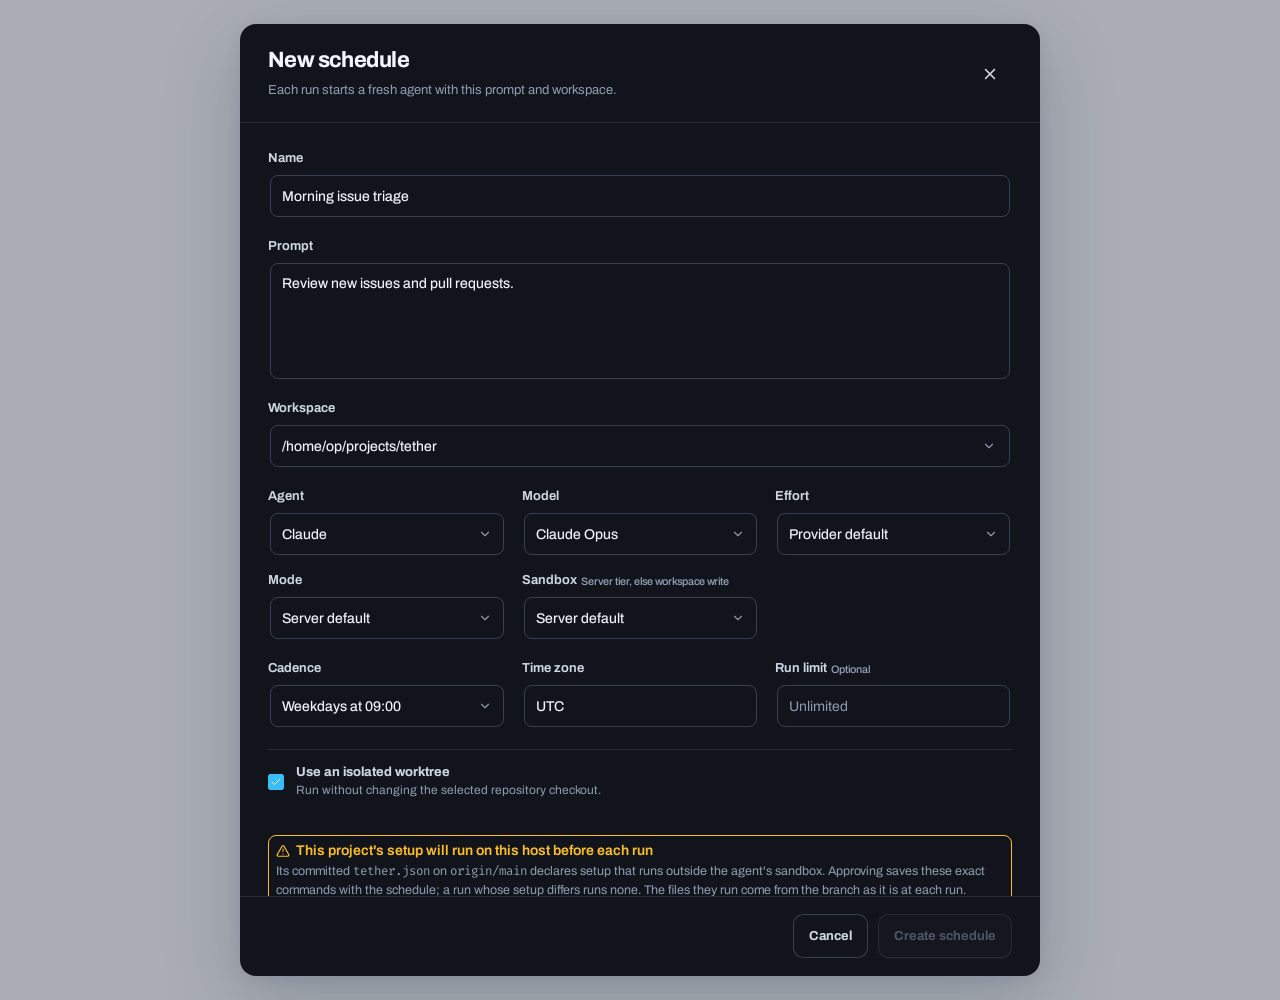 New schedule
Each run starts a fresh agent with this prompt and workspace.
Name
Morning issue triage
Prompt
Review new issues and pull requests.
Workspace
/home/op/projects/tether
Agent Model Effort
Claude Claude Opus Provider default
Mode Sandbox Server tier, else workspace write
Server default Server default
Cadence Time zone Run limit Optional
Weekdays at 09:00 UTC Unlimited
Use an isolated worktree
Run without changing the selected repository checkout.
This project's setup will run on this host before each run
Its committed tether.json on origin/main declares setup that runs outside the agent's sandbox. Approving saves these exact
commands with the schedule; a run whose setup differs runs none. The files they run come from the branch as it is at each run.
Cancel Create schedule